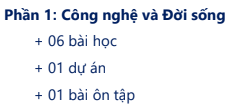 Phần 1: Công nghệ và Đời sống
+ 06 bài học
+ 01 dự án
+ 01 bài ôn tập